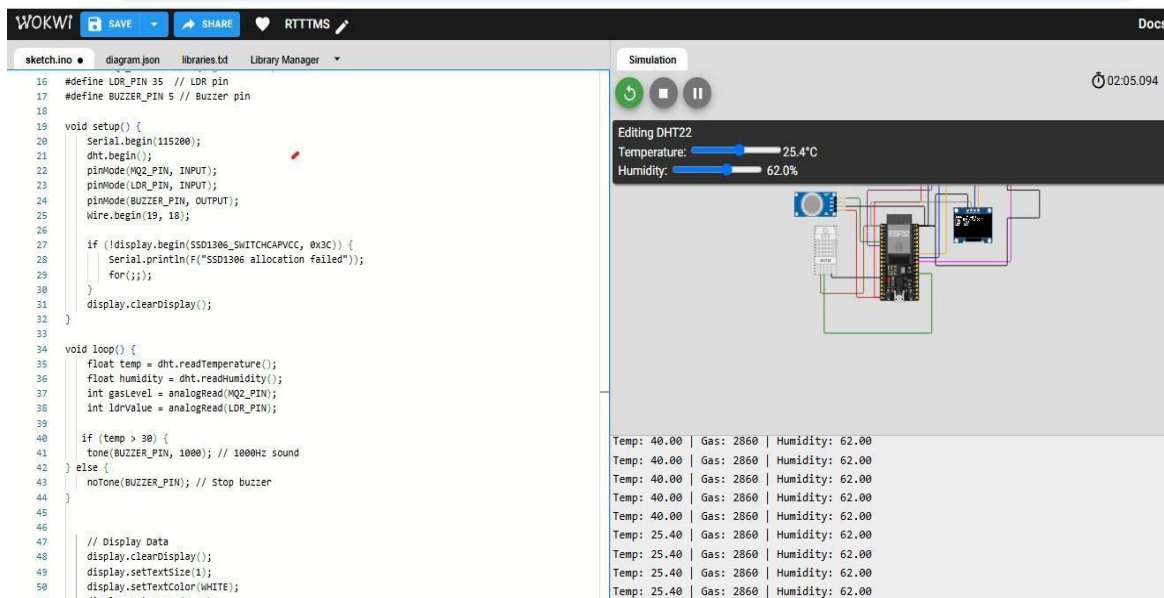 WOKWI SAVE SHARE RTTTMS Docs
sketch.ino diagram.json libraries.txt Library Manager
16 #define LDR_PIN 35 // LDR pin
17 #define BUZZER_PIN 5 // Buzzer pin
18
19 void setup() {
20 Serial.begin(115200);
21 dht.begin();
22 pinMode(MQ2_PIN, INPUT);
23 pinMode(LDR_PIN, INPUT);
24 pinMode(BUZZER_PIN, OUTPUT);
25 Wire.begin(19, 18);
26
27 if (!display.begin(SSD1306_SWITCHCAPVCC, 0x3C)) {
28 Serial.println(F("SSD1306 allocation failed"));
29 for(;;);
30 }
31 display.clearDisplay();
32 }
33
34 void loop() {
35 float temp = dht.readTemperature();
36 float humidity = dht.readHumidity();
37 int gasLevel = analogRead(MQ2_PIN);
38 int ldrValue = analogRead(LDR_PIN);
39
40 if (temp > 30) {
41 tone(BUZZER_PIN, 1000); // 1000Hz sound
42 } else {
43 noTone(BUZZER_PIN); // Stop buzzer
44 }
45
46
47 // Display Data
48 display.clearDisplay();
49 display.setTextSize(1);
50 display.setTextColor(WHITE);
Simulation
02:05.094
Editing DHT22
Temperature: 25.4°C
Humidity: 62.0%
ESP32
DHT22
Temp: 40.00 | Gas: 2860 | Humidity: 62.00
Temp: 40.00 | Gas: 2860 | Humidity: 62.00
Temp: 40.00 | Gas: 2860 | Humidity: 62.00
Temp: 40.00 | Gas: 2860 | Humidity: 62.00
Temp: 40.00 | Gas: 2860 | Humidity: 62.00
Temp: 25.40 | Gas: 2860 | Humidity: 62.00
Temp: 25.40 | Gas: 2860 | Humidity: 62.00
Temp: 25.40 | Gas: 2860 | Humidity: 62.00
Temp: 25.40 | Gas: 2860 | Humidity: 62.00